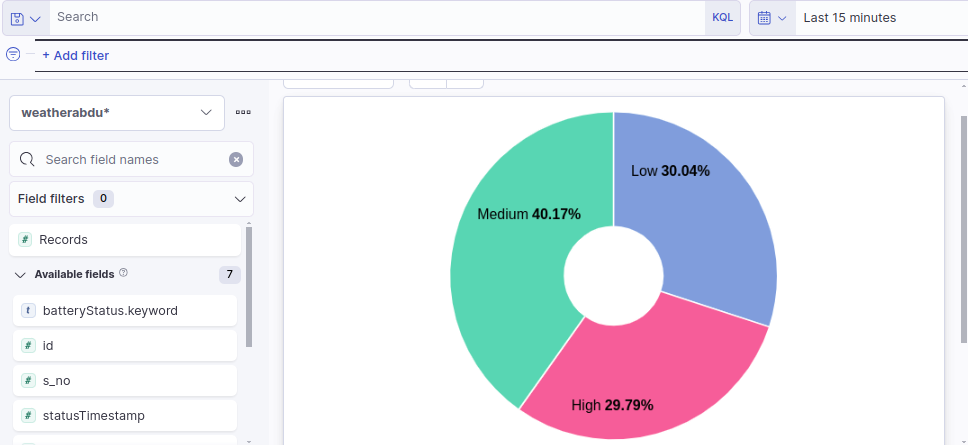 Search
KQL
Last 15 minutes
+ Add filter
weatherabdu*
Search field names
Field filters 0
# Records
Available fields ? 7
t batteryStatus.keyword
# id
# s_no
# statusTimestamp
Low 30.04%
Medium 40.17%
High 29.79%